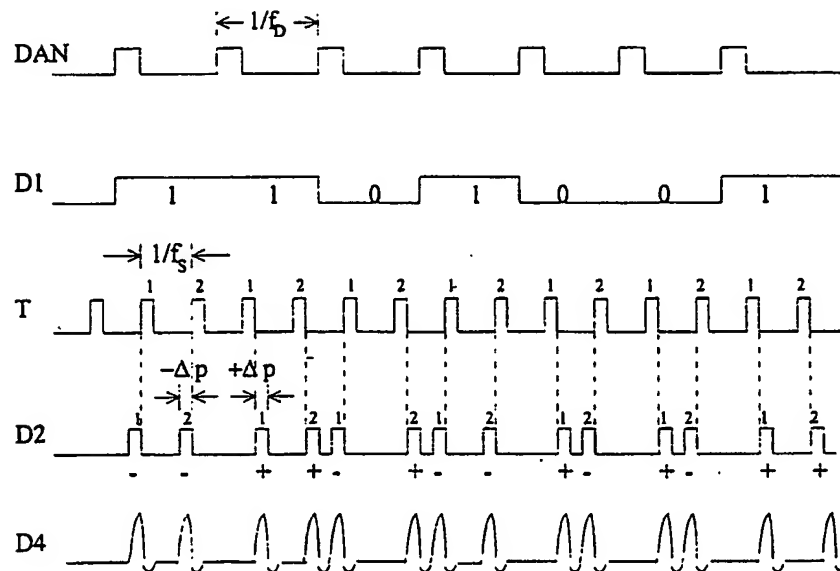 1/f_D
DAN
D1
1 1 0 1 0 0 1
1/f_S
1 2 1 2 1 2 1 2 1 2 1 2 1 2
T
-Δp +Δp
1 2 1 2 1 2 1 2 1 2 1 2 1 2
D2
- - + + - + - - + - + - + +
D4